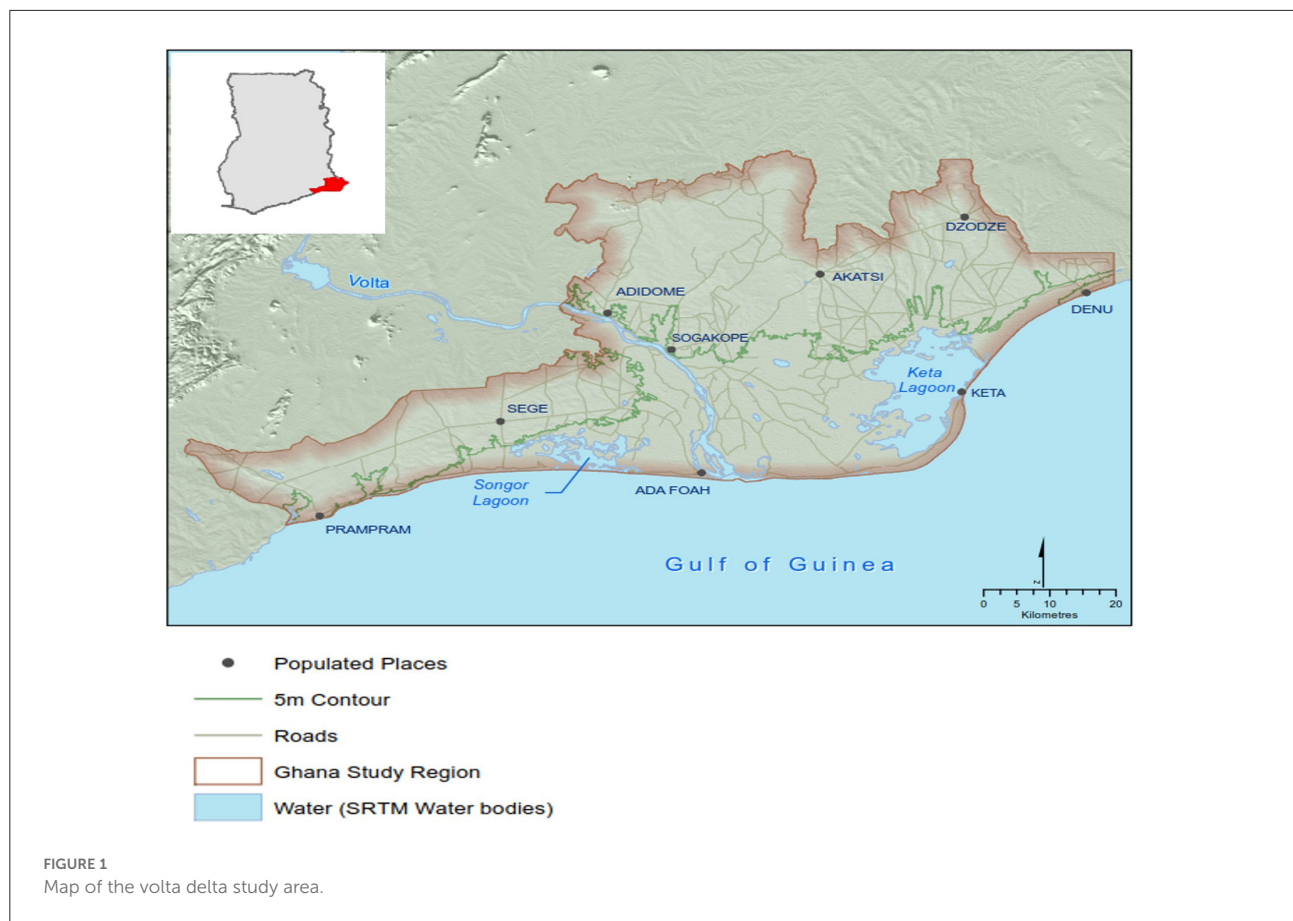 Volta
DZODZE
AKATSI
ADIDOME
DENU
SOGAKOPE
Keta
Lagoon
KETA
SEGE
Songor
Lagoon
ADA FOAH
PRAMPRAM
Gulf of Guinea
N
0 5 10 20
Kilometres
Populated Places
5m Contour
Roads
Ghana Study Region
Water (SRTM Water bodies)
FIGURE 1
Map of the volta delta study area.